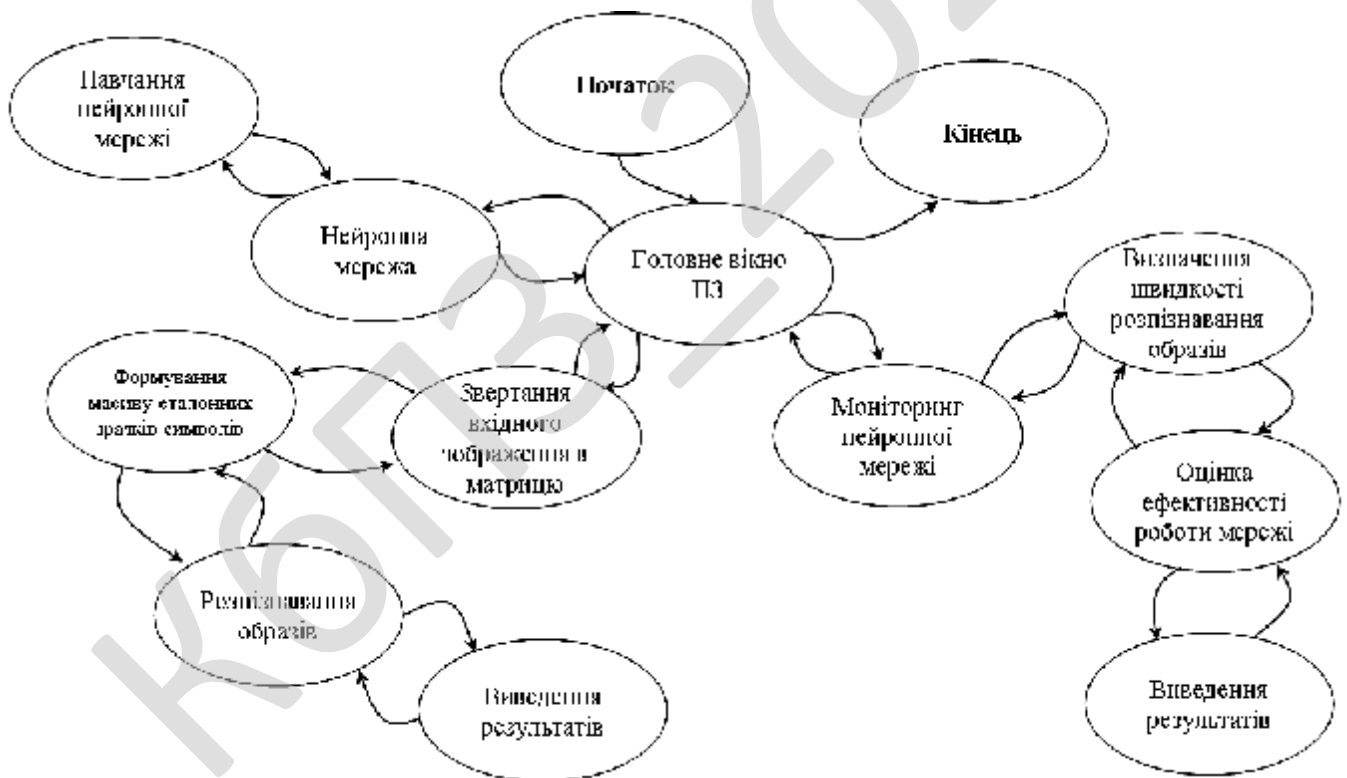 Початок
Навчання
нейронної
мережі
Кінець
Нейронна
мережа
Головне вікно
ПЗ
Визначення
швидкості
розпізнавання
образів
Формування
масиву еталонних
зразків символів
Звертання
вхідного
зображення в
матрицю
Моніторинг
нейронної
мережі
Оцінка
ефективності
роботи мережі
Розпізнавання
образів
Виведення
результатів
Виведення
результатів